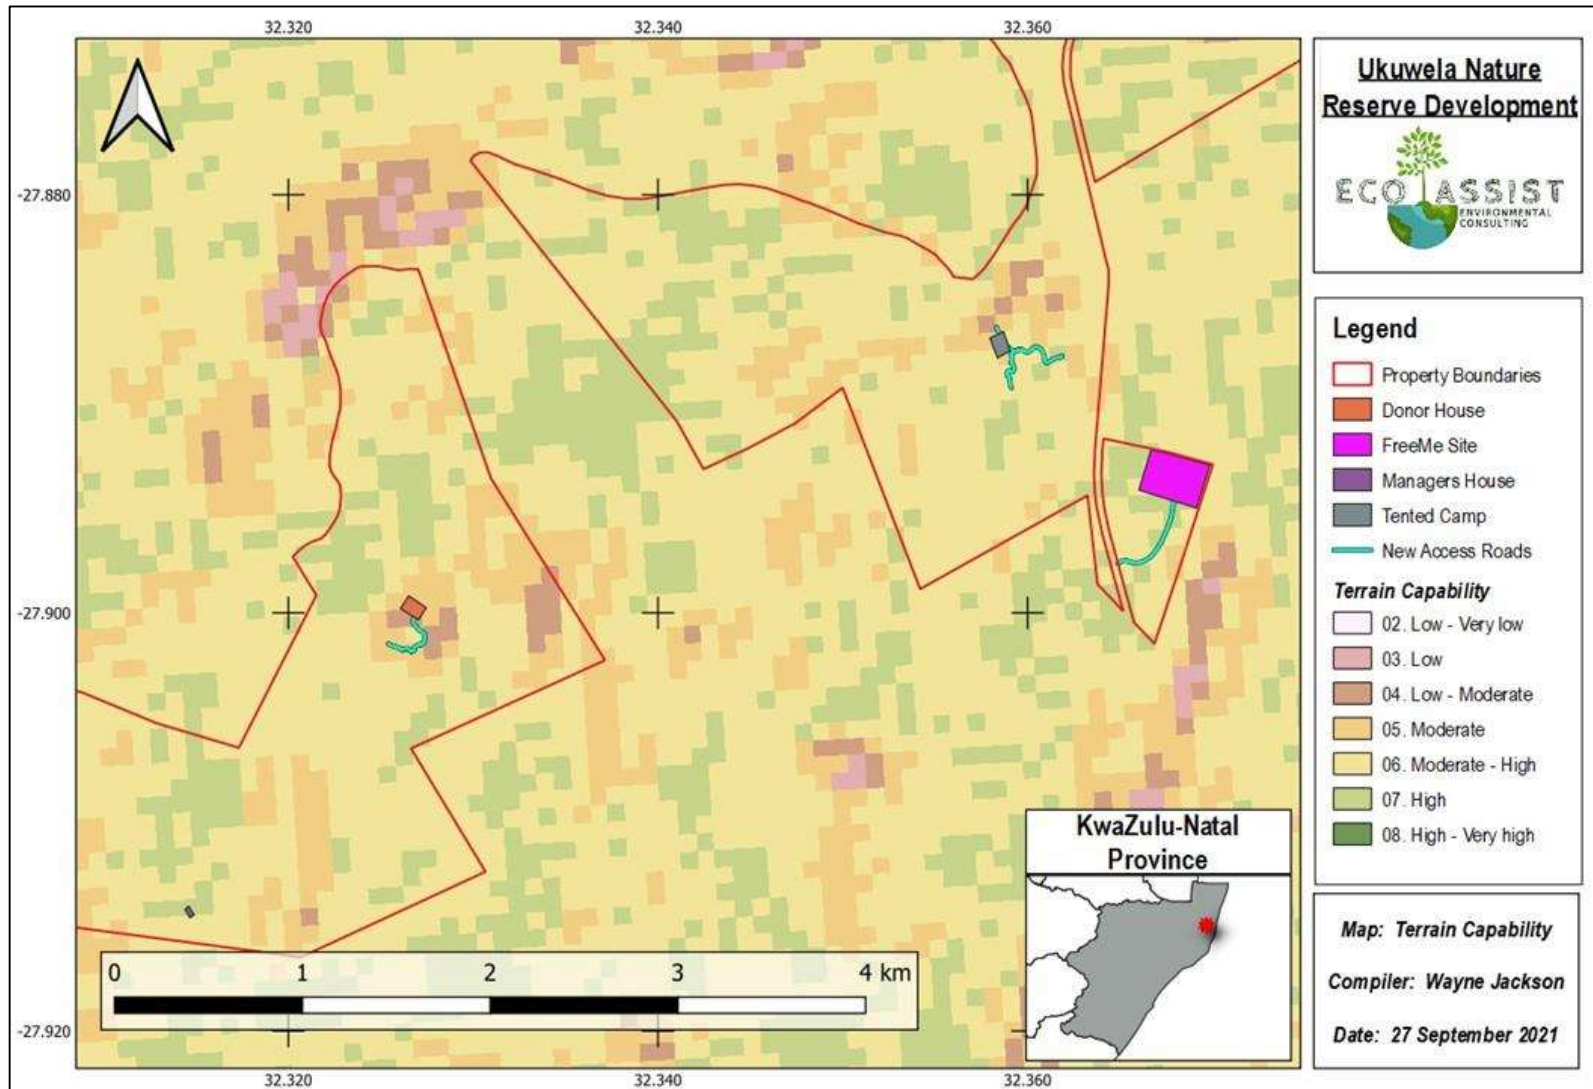 32.320
32.340
32.360
-27.880
-27.900
-27.920
0 1 2 3 4 km
32.320
32.340
32.360
KwaZulu-Natal
Province
Ukuwela Nature
Reserve Development
ECO ASSIST
ENVIRONMENTAL
CONSULTING
Legend
Property Boundaries
Donor House
FreeMe Site
Managers House
Tented Camp
New Access Roads
Terrain Capability
02. Low - Very low
03. Low
04. Low - Moderate
05. Moderate
06. Moderate - High
07. High
08. High - Very high
Map: Terrain Capability
Compiler: Wayne Jackson
Date: 27 September 2021